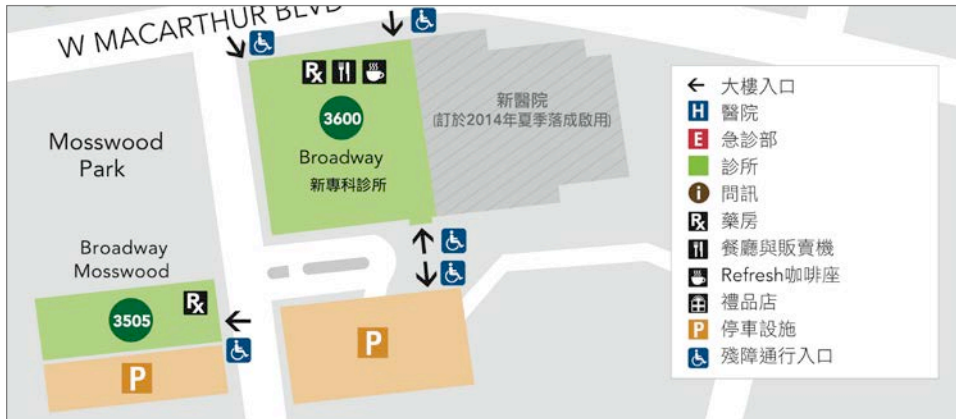 W MACARTHUR BLVD
Mosswood
Park
3600
Broadway
新專科診所
新醫院
(訂於2014年夏季落成啟用)
Broadway
Mosswood
3505
Rx
P
P
Rx
← 大樓入口
H 醫院
E 急診部
診所
i 問訊
Rx 藥房
餐廳與販賣機
Refresh咖啡座
禮品店
P 停車設施
殘障通行入口